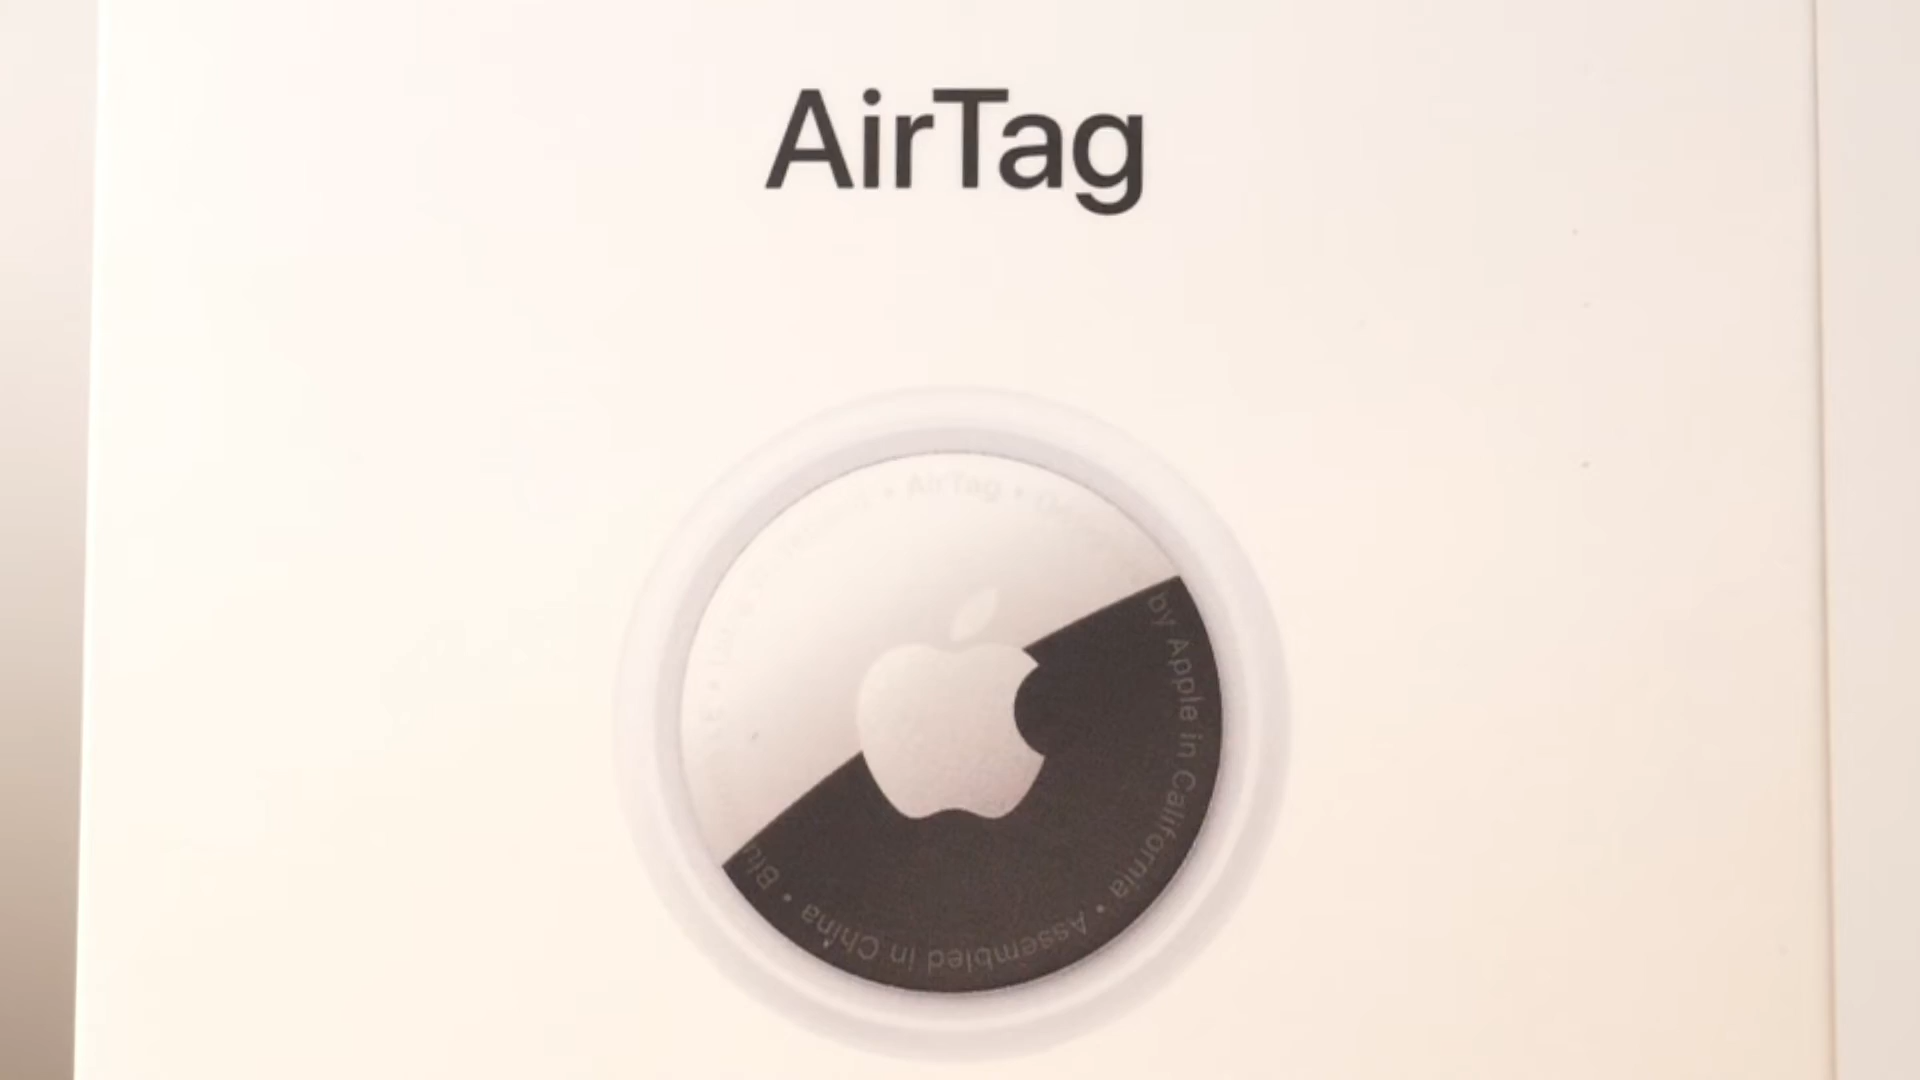 AirTag
• AirTag •
by Apple in California • Assembled in China •